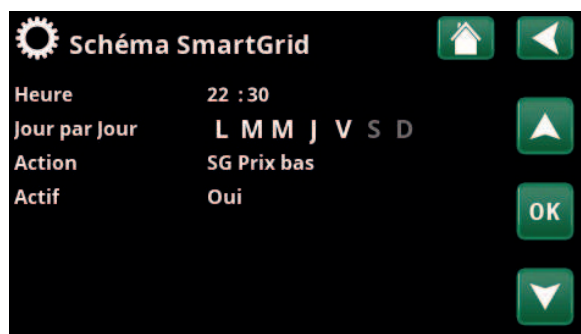 Schéma SmartGrid
Heure 22 :30
Jour par Jour L M M J V S D
Action SG Prix bas
Actif Oui
OK